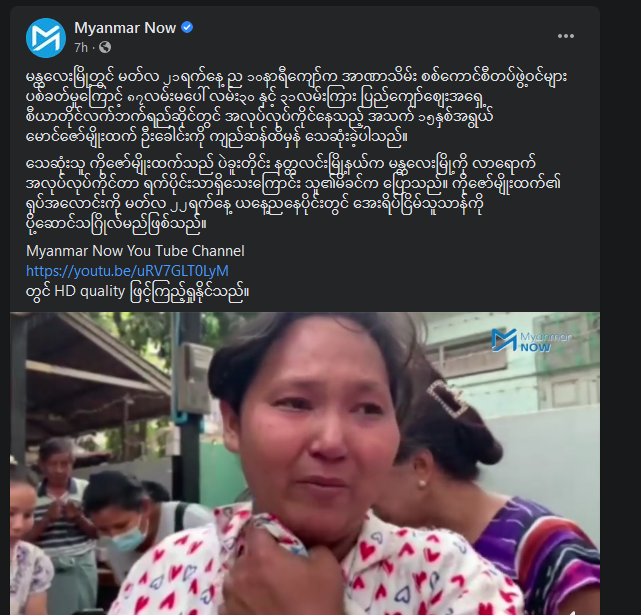 Myanmar Now
7h ·
မန္တလေးမြို့တွင် မတ်လ ၂၁ရက်နေ့ ည ၁၀နာရီကျော်က အာဏာသိမ်း စစ်ကောင်စီတပ်ဖွဲ့ဝင်များ
ပစ်ခတ်မှုကြောင့် ၈၇လမ်းမပေါ် လမ်း၃၀ နှင့် ၃၁လမ်းကြား ပြည်ကျော်ဈေးအရှေ့
စီယာတိုင်လက်ဘက်ရည်ဆိုင်တွင် အလုပ်လုပ်ကိုင်နေသည့် အသက် ၁၅နှစ်အရွယ်
မောင်ဇော်မျိုးထက် ဦးခေါင်းကို ကျည်ဆန်ထိမှန် သေဆုံးခဲ့ပါသည်။
သေဆုံးသူ ကိုဇော်မျိုးထက်သည် ပဲခူးတိုင်း နတ္တလင်းမြို့နယ်က မန္တလေးမြို့ကို လာရောက်
အလုပ်လုပ်ကိုင်တာ ရက်ပိုင်းသာရှိသေးကြောင်း သူ၏မိခင်က ပြောသည်။ ကိုဇော်မျိုးထက်၏
ရုပ်အလောင်းကို မတ်လ ၂၂ရက်နေ့ ယနေ့ညနေပိုင်းတွင် အေးရိပ်ငြိမ်သူသာန်ကို
ပို့ဆောင်သဂြိုလ်မည်ဖြစ်သည်။
Myanmar Now You Tube Channel
https://youtu.be/uRV7GLT0LyM
တွင် HD quality ဖြင့်ကြည့်ရှုနိုင်သည်။
Myanmar
NOW